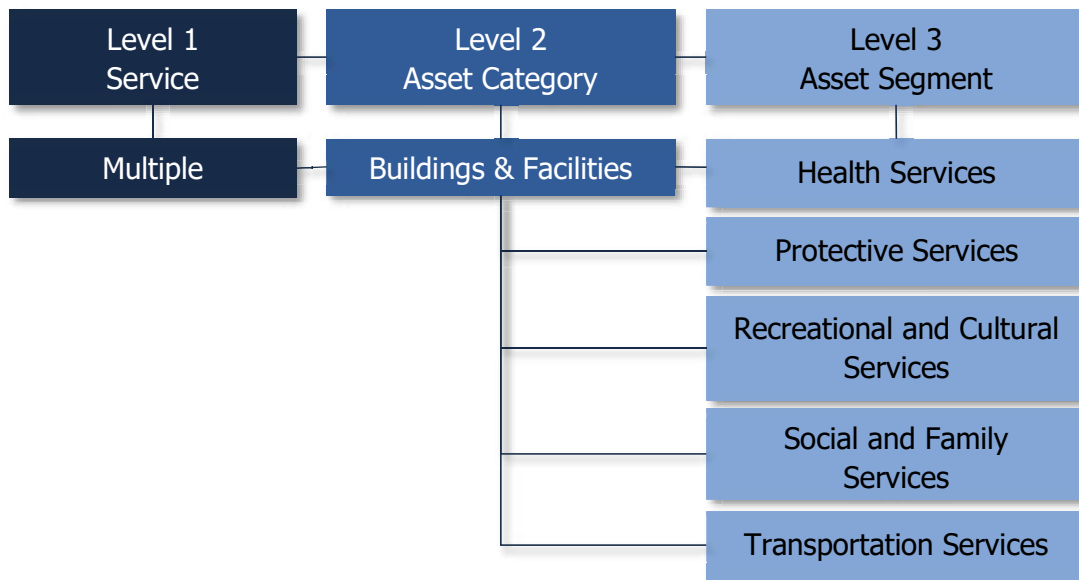 Level 1
Service
Level 2
Asset Category
Level 3
Asset Segment
Multiple
Buildings & Facilities
Health Services
Protective Services
Recreational and Cultural
Services
Social and Family
Services
Transportation Services